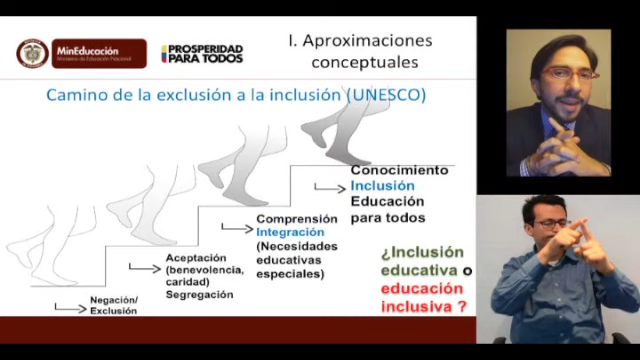 MinEducación
Ministerio de Educación Nacional
PROSPERIDAD
PARA TODOS
I. Aproximaciones
conceptuales
Camino de la exclusión a la inclusión (UNESCO)
Conocimiento
Inclusión
Educación
para todos
Comprensión
Integración
(Necesidades
educativas
especiales)
Aceptación
(benevolencia,
caridad)
Segregación
Negación/
Exclusión
¿Inclusión
educativa o
educación
inclusiva ?